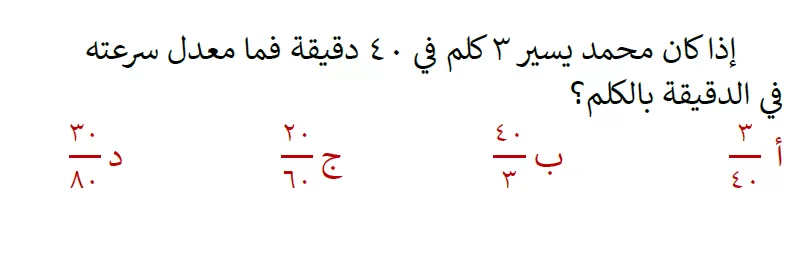 إذا كان محمد يسير ٣ كلم في ٤٠ دقيقة فما معدل سرعته
في الدقيقة بالكلم؟
أ ٣/٤٠ ب ٤٠/٣ ج ٢٠/٦٠ د ٣٠/٨٠